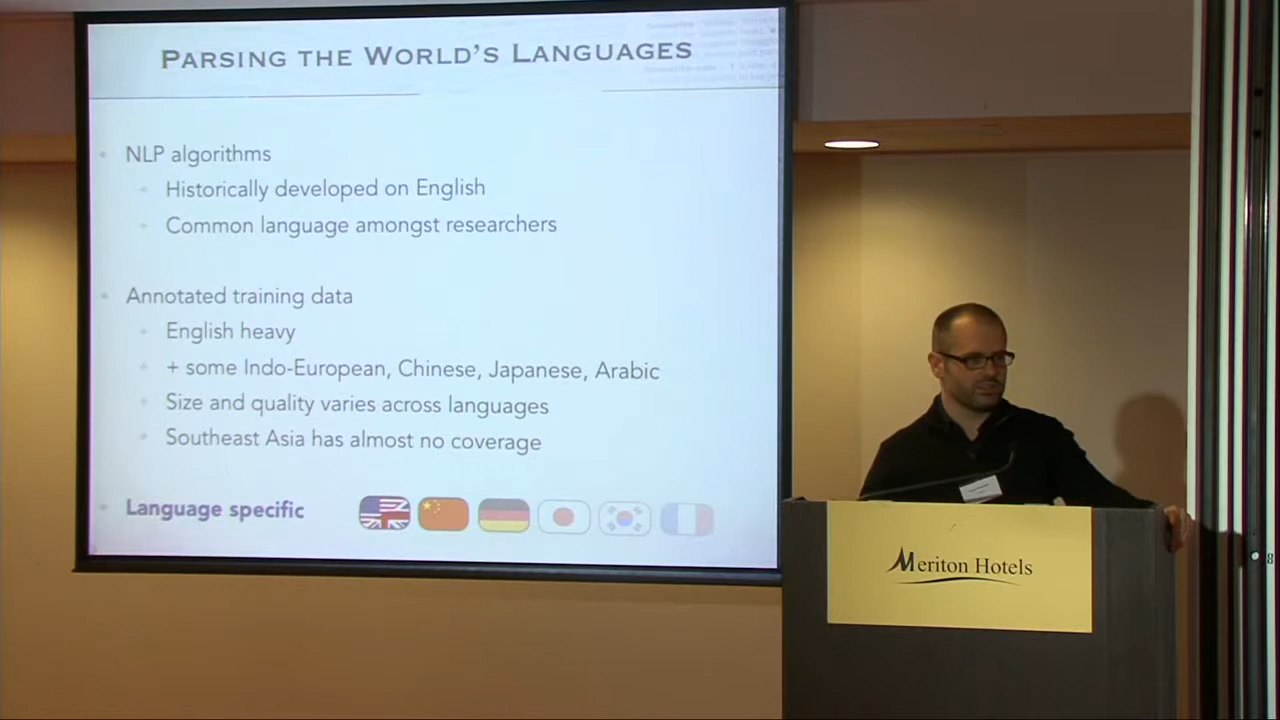 PARSING THE WORLD'S LANGUAGES
NLP algorithms
Historically developed on English
Common language amongst researchers
Annotated training data
English heavy
+ some Indo-European, Chinese, Japanese, Arabic
Size and quality varies across languages
Southeast Asia has almost no coverage
Language specific
Meriton Hotels